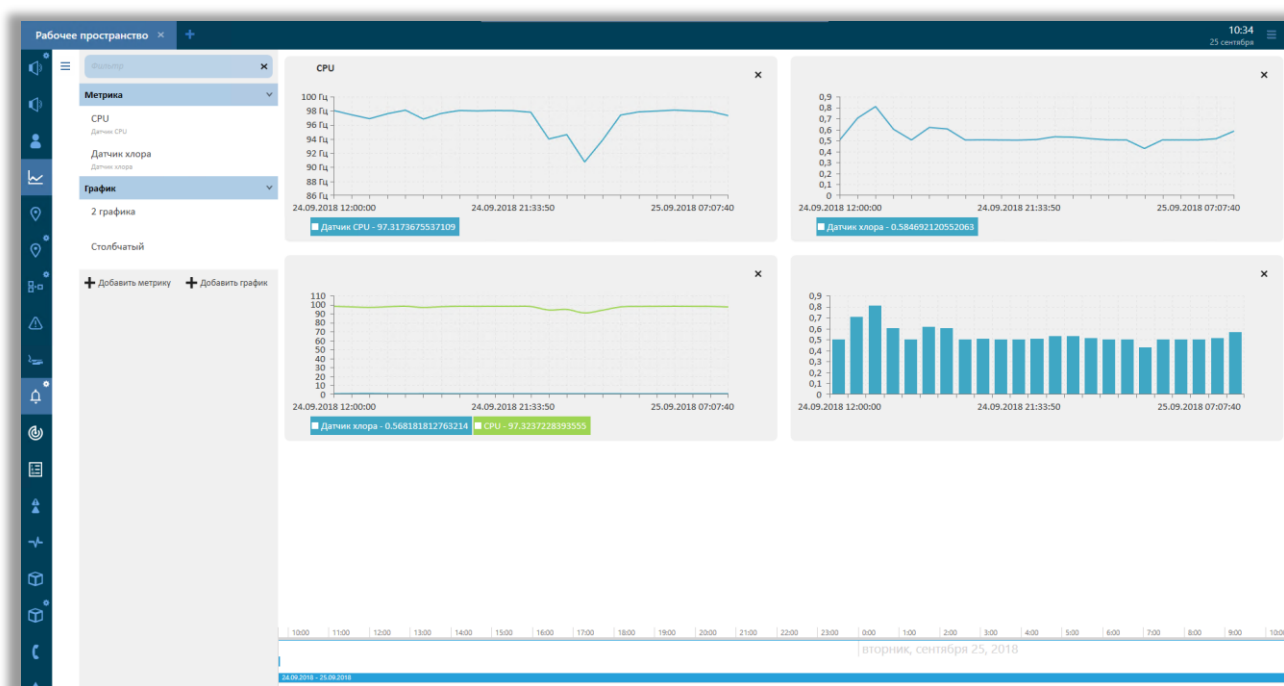 Рабочее пространство × +
10:34
25 сентября
Фильтр ×
Метрика
CPU
Датчик CPU
Датчик хлора
Датчик хлора
График
2 графика
Столбчатый
+ Добавить метрику + Добавить график
CPU
×
100 Гц
98 Гц
96 Гц
94 Гц
92 Гц
90 Гц
88 Гц
86 Гц
24.09.2018 12:00:00 24.09.2018 21:33:50 25.09.2018 07:07:40
Датчик CPU - 97.3173675537109
×
0,9
0,8
0,7
0,6
0,5
0,4
0,3
0,2
0,1
0
24.09.2018 12:00:00 24.09.2018 21:33:50 25.09.2018 07:07:40
Датчик хлора - 0.584692120552063
×
110
100
90
80
70
60
50
40
30
20
10
0
24.09.2018 12:00:00 24.09.2018 21:33:50 25.09.2018 07:07:40
Датчик хлора - 0.568181812763214 CPU - 97.3237228393555
×
0,9
0,8
0,7
0,6
0,5
0,4
0,3
0,2
0,1
0
24.09.2018 12:00:00 24.09.2018 21:33:50 25.09.2018 07:07:40
10:00 11:00 12:00 13:00 14:00 15:00 16:00 17:00 18:00 19:00 20:00 21:00 22:00 23:00 0:00 1:00 2:00 3:00 4:00 5:00 6:00 7:00 8:00 9:00 10:00
вторник, сентября 25, 2018
24.09.2018 - 25.09.2018